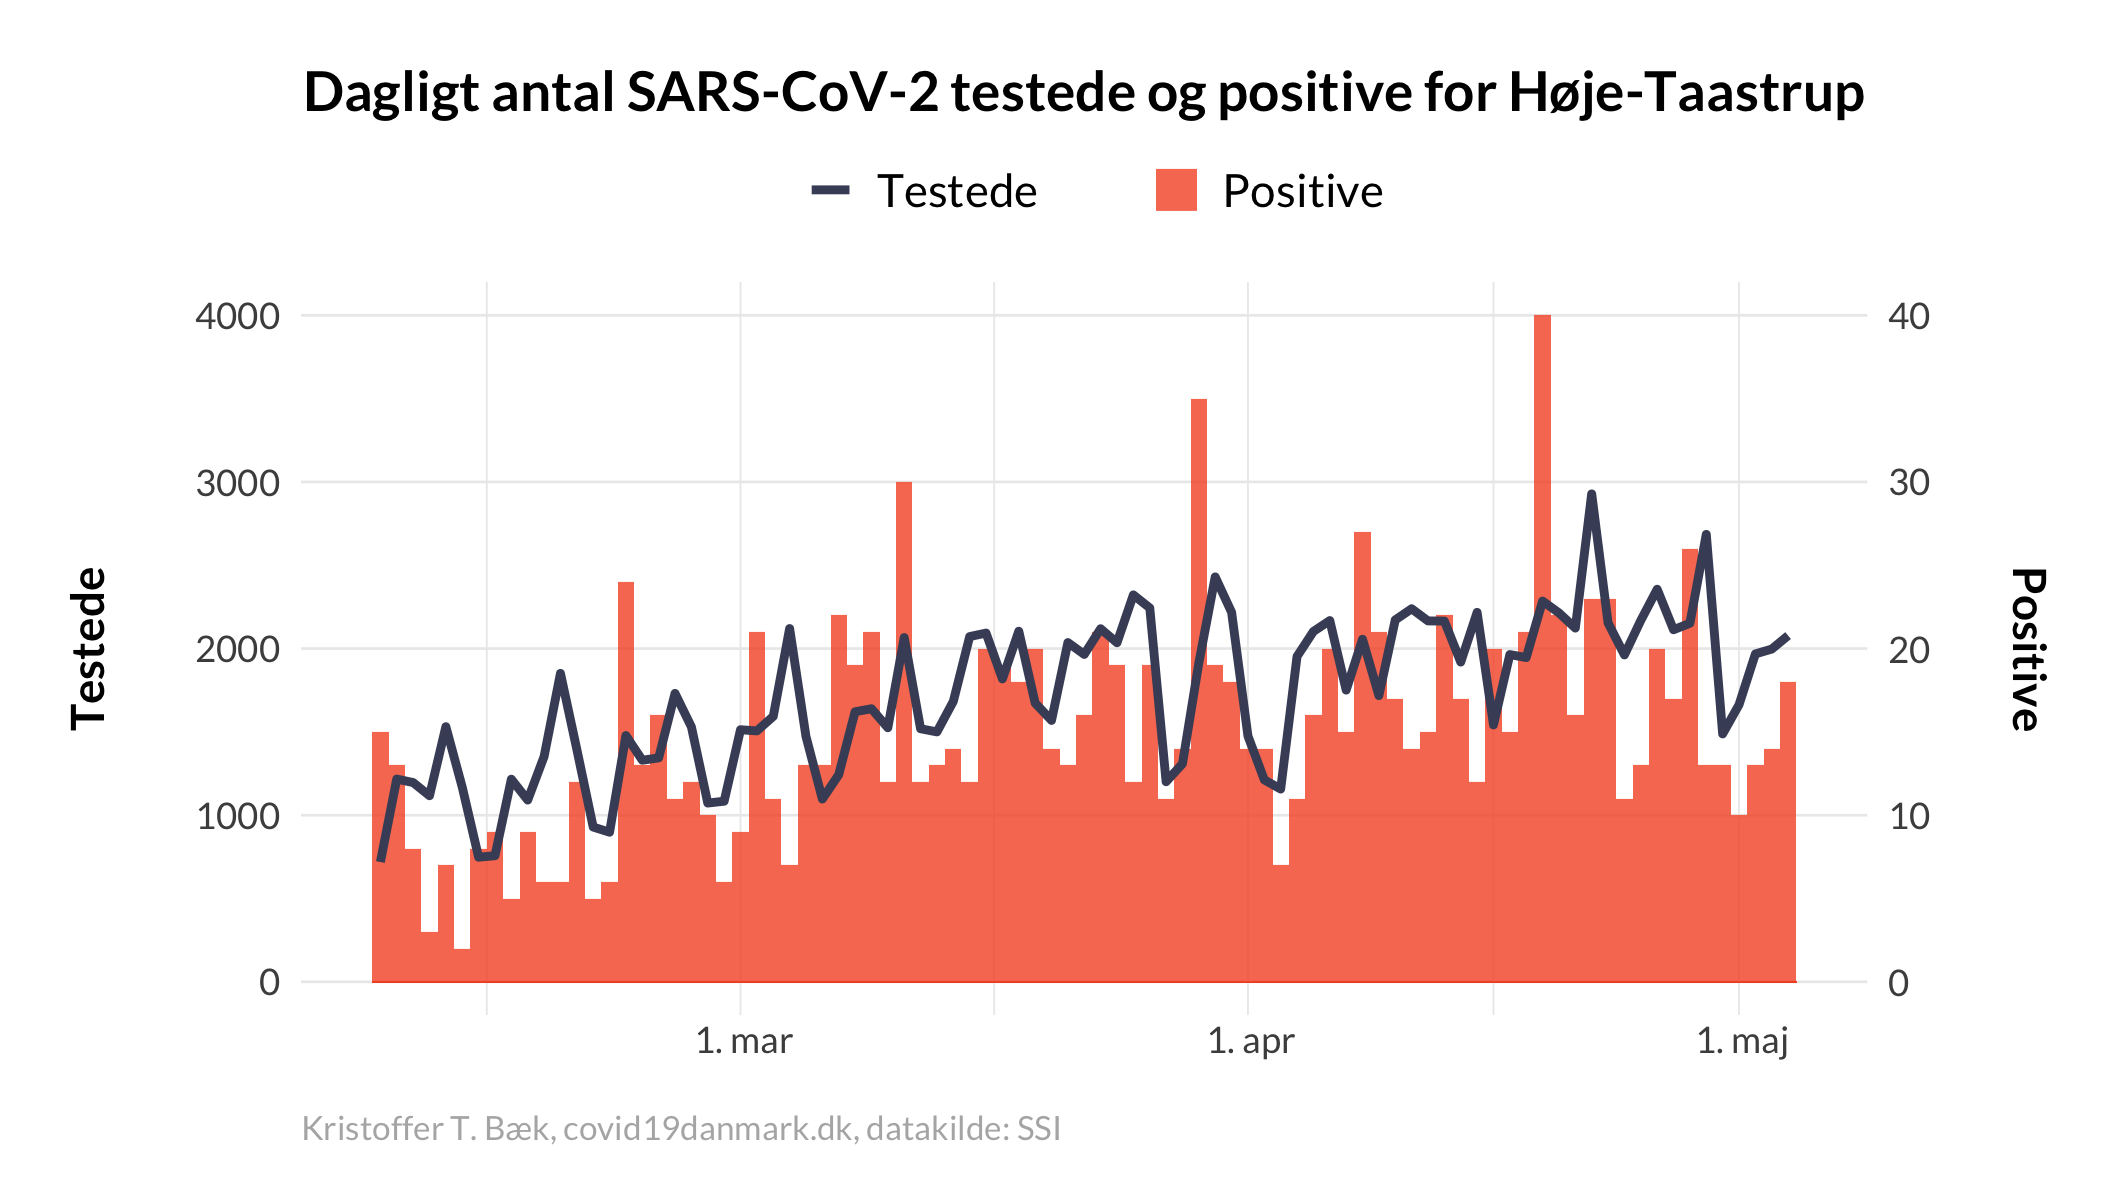 Dagligt antal SARS-CoV-2 testede og positive for Høje-Taastrup
Testede Positive
4000 40
3000 30
2000 20
1000 10
0 0
Testede
Positive
1. mar 1. apr 1. maj
Kristoffer T. Bæk, covid19danmark.dk, datakilde: SSI